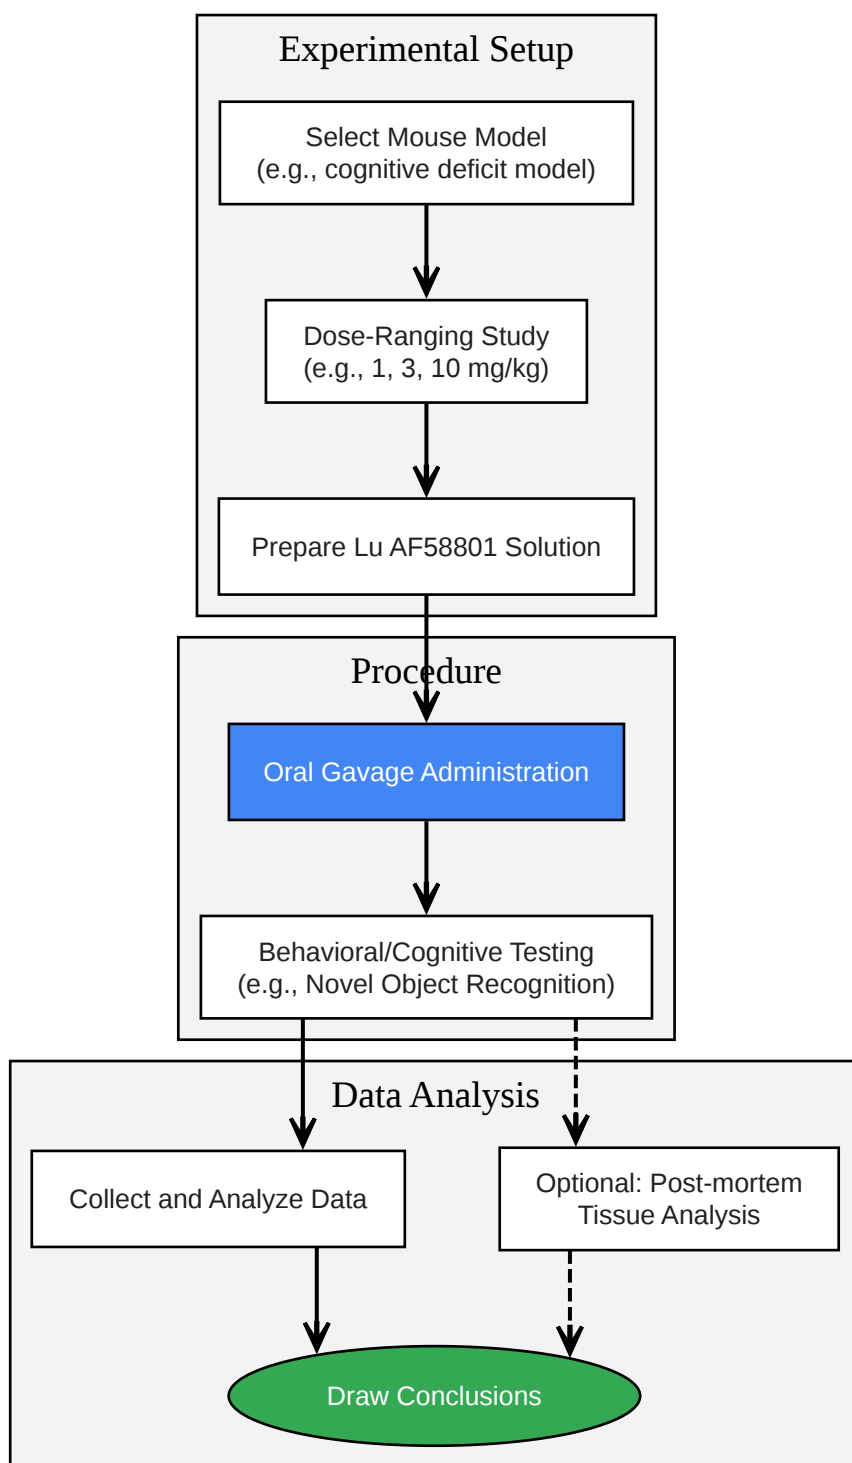 Experimental Setup
Select Mouse Model
(e.g., cognitive deficit model)
Dose-Ranging Study
(e.g., 1, 3, 10 mg/kg)
Prepare Lu AF58801 Solution
Procedure
Oral Gavage Administration
Behavioral/Cognitive Testing
(e.g., Novel Object Recognition)
Data Analysis
Collect and Analyze Data
Optional: Post-mortem
Tissue Analysis
Draw Conclusions